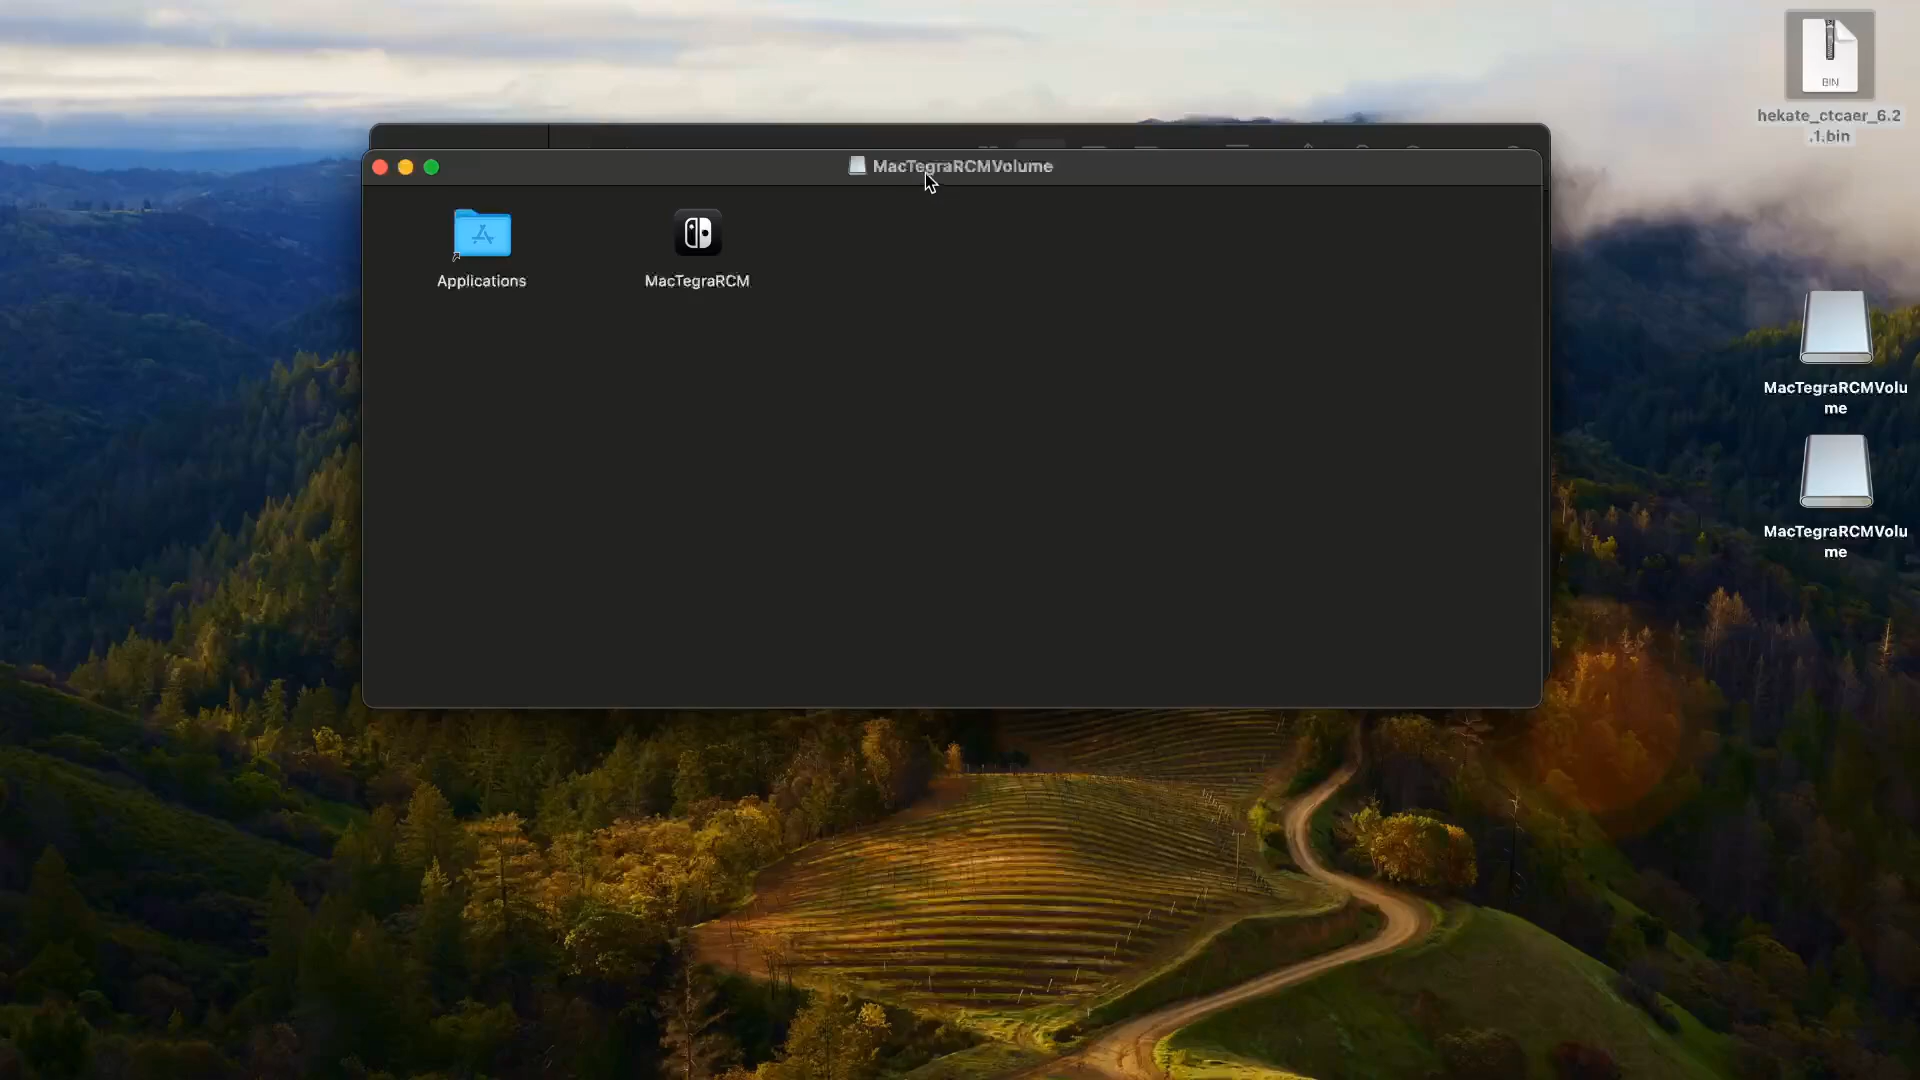 BIN
hekate_ctcaer_6.2
.1.bin
MacTegraRCMVolume
Applications
MacTegraRCM
MacTegraRCMVolu
me
MacTegraRCMVolu
me